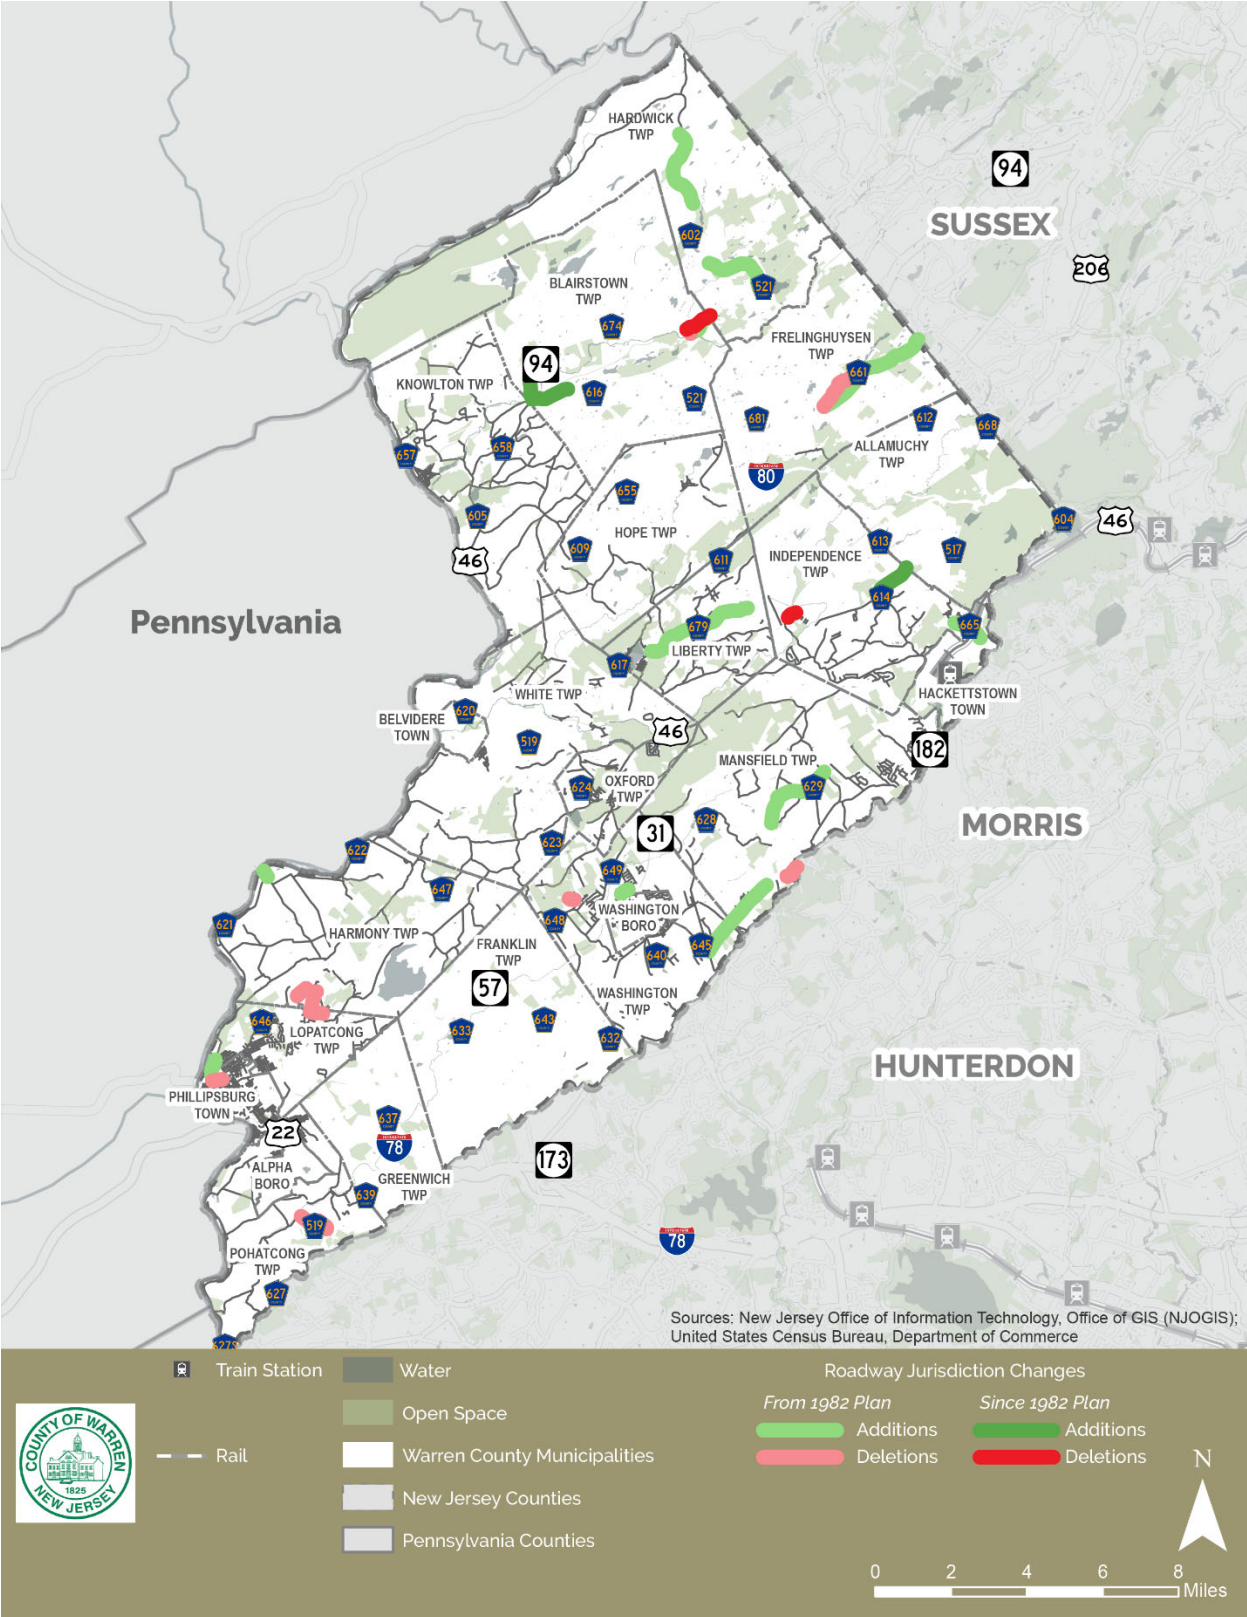 HARDWICK
TWP
94
SUSSEX
602
206
BLAIRSTOWN
TWP
521
674
FRELINGHUYSEN
TWP
94
661
KNOWLTON TWP
616
521
681
612
668
ALLAMUCHY
TWP
657
658
80
655
605
604
46
HOPE TWP
613
517
609
611
INDEPENDENCE
TWP
46
614
Pennsylvania
679
665
LIBERTY TWP
617
WHITE TWP
HACKETTSTOWN
TOWN
620
BELVIDERE
TOWN
519
46
182
MANSFIELD TWP
OXFORD
TWP
624
629
628
MORRIS
31
623
622
649
647
WASHINGTON
BORO
648
621
HARMONY TWP
FRANKLIN
TWP
645
640
57
WASHINGTON
TWP
646
643
633
LOPATCONG
TWP
632
HUNTERDON
PHILLIPSBURG
TOWN
637
22
78
173
ALPHA
BORO
GREENWICH
TWP
639
519
78
POHATCONG
TWP
627
Sources: New Jersey Office of Information Technology, Office of GIS (NJOGIS);
United States Census Bureau, Department of Commerce
Train Station
Water
Roadway Jurisdiction Changes
From 1982 Plan
Since 1982 Plan
Open Space
Additions
Additions
COUNTY OF WARREN
1825
NEW JERSEY
Rail
Warren County Municipalities
Deletions
Deletions
N
New Jersey Counties
Pennsylvania Counties
0 2 4 6 8
Miles